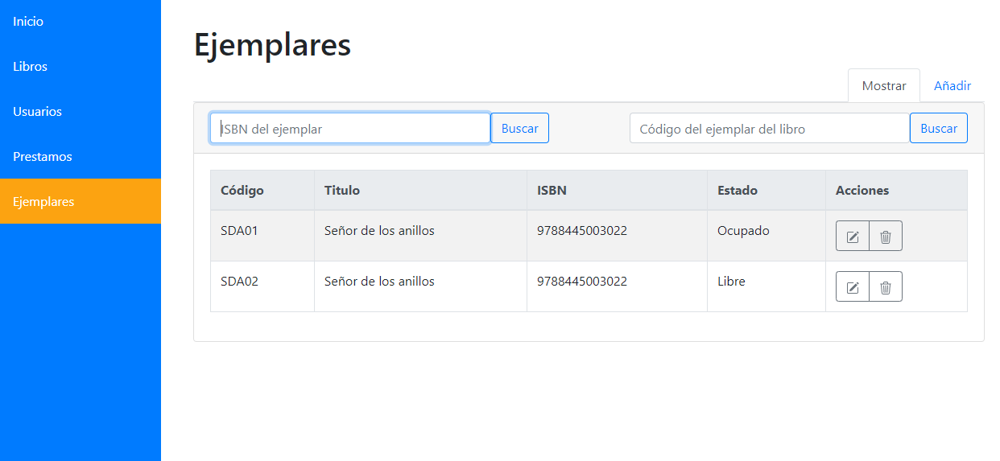 Inicio
Libros
Usuarios
Prestamos
Ejemplares
Ejemplares
Mostrar Añadir
ISBN del ejemplar Buscar Código del ejemplar del libro Buscar
Código Titulo ISBN Estado Acciones
SDA01 Señor de los anillos 9788445003022 Ocupado
SDA02 Señor de los anillos 9788445003022 Libre